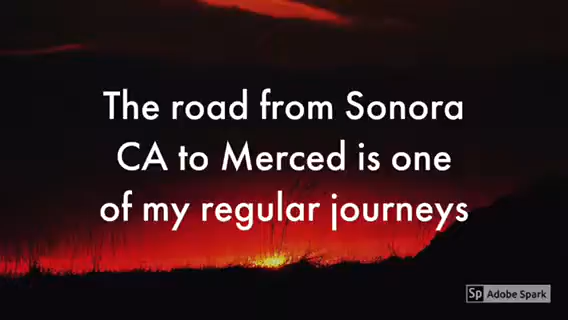 The road from Sonora
CA to Merced is one
of my regular journeys
Sp Adobe Spark